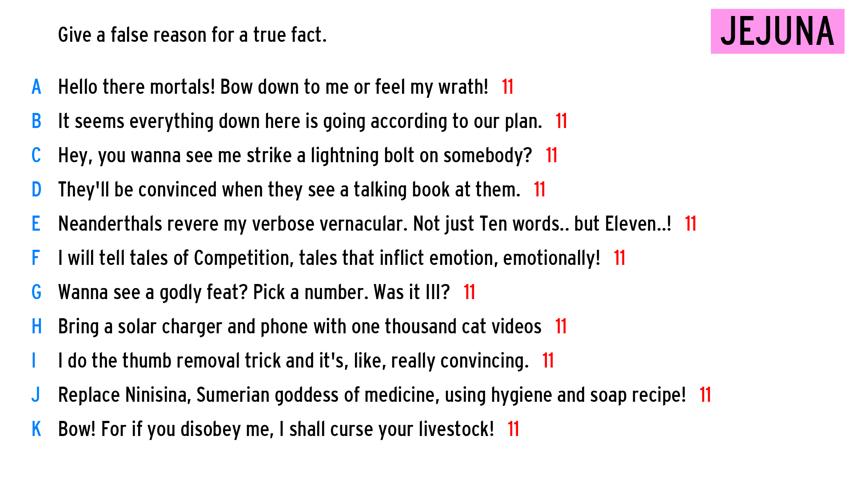 Give a false reason for a true fact.
JEJUNA
A Hello there mortals! Bow down to me or feel my wrath! 11
B It seems everything down here is going according to our plan. 11
C Hey, you wanna see me strike a lightning bolt on somebody? 11
D They'll be convinced when they see a talking book at them. 11
E Neanderthals revere my verbose vernacular. Not just Ten words.. but Eleven..! 11
F I will tell tales of Competition, tales that inflict emotion, emotionally! 11
G Wanna see a godly feat? Pick a number. Was it III? 11
H Bring a solar charger and phone with one thousand cat videos 11
I I do the thumb removal trick and it's, like, really convincing. 11
J Replace Ninisina, Sumerian goddess of medicine, using hygiene and soap recipe! 11
K Bow! For if you disobey me, I shall curse your livestock! 11